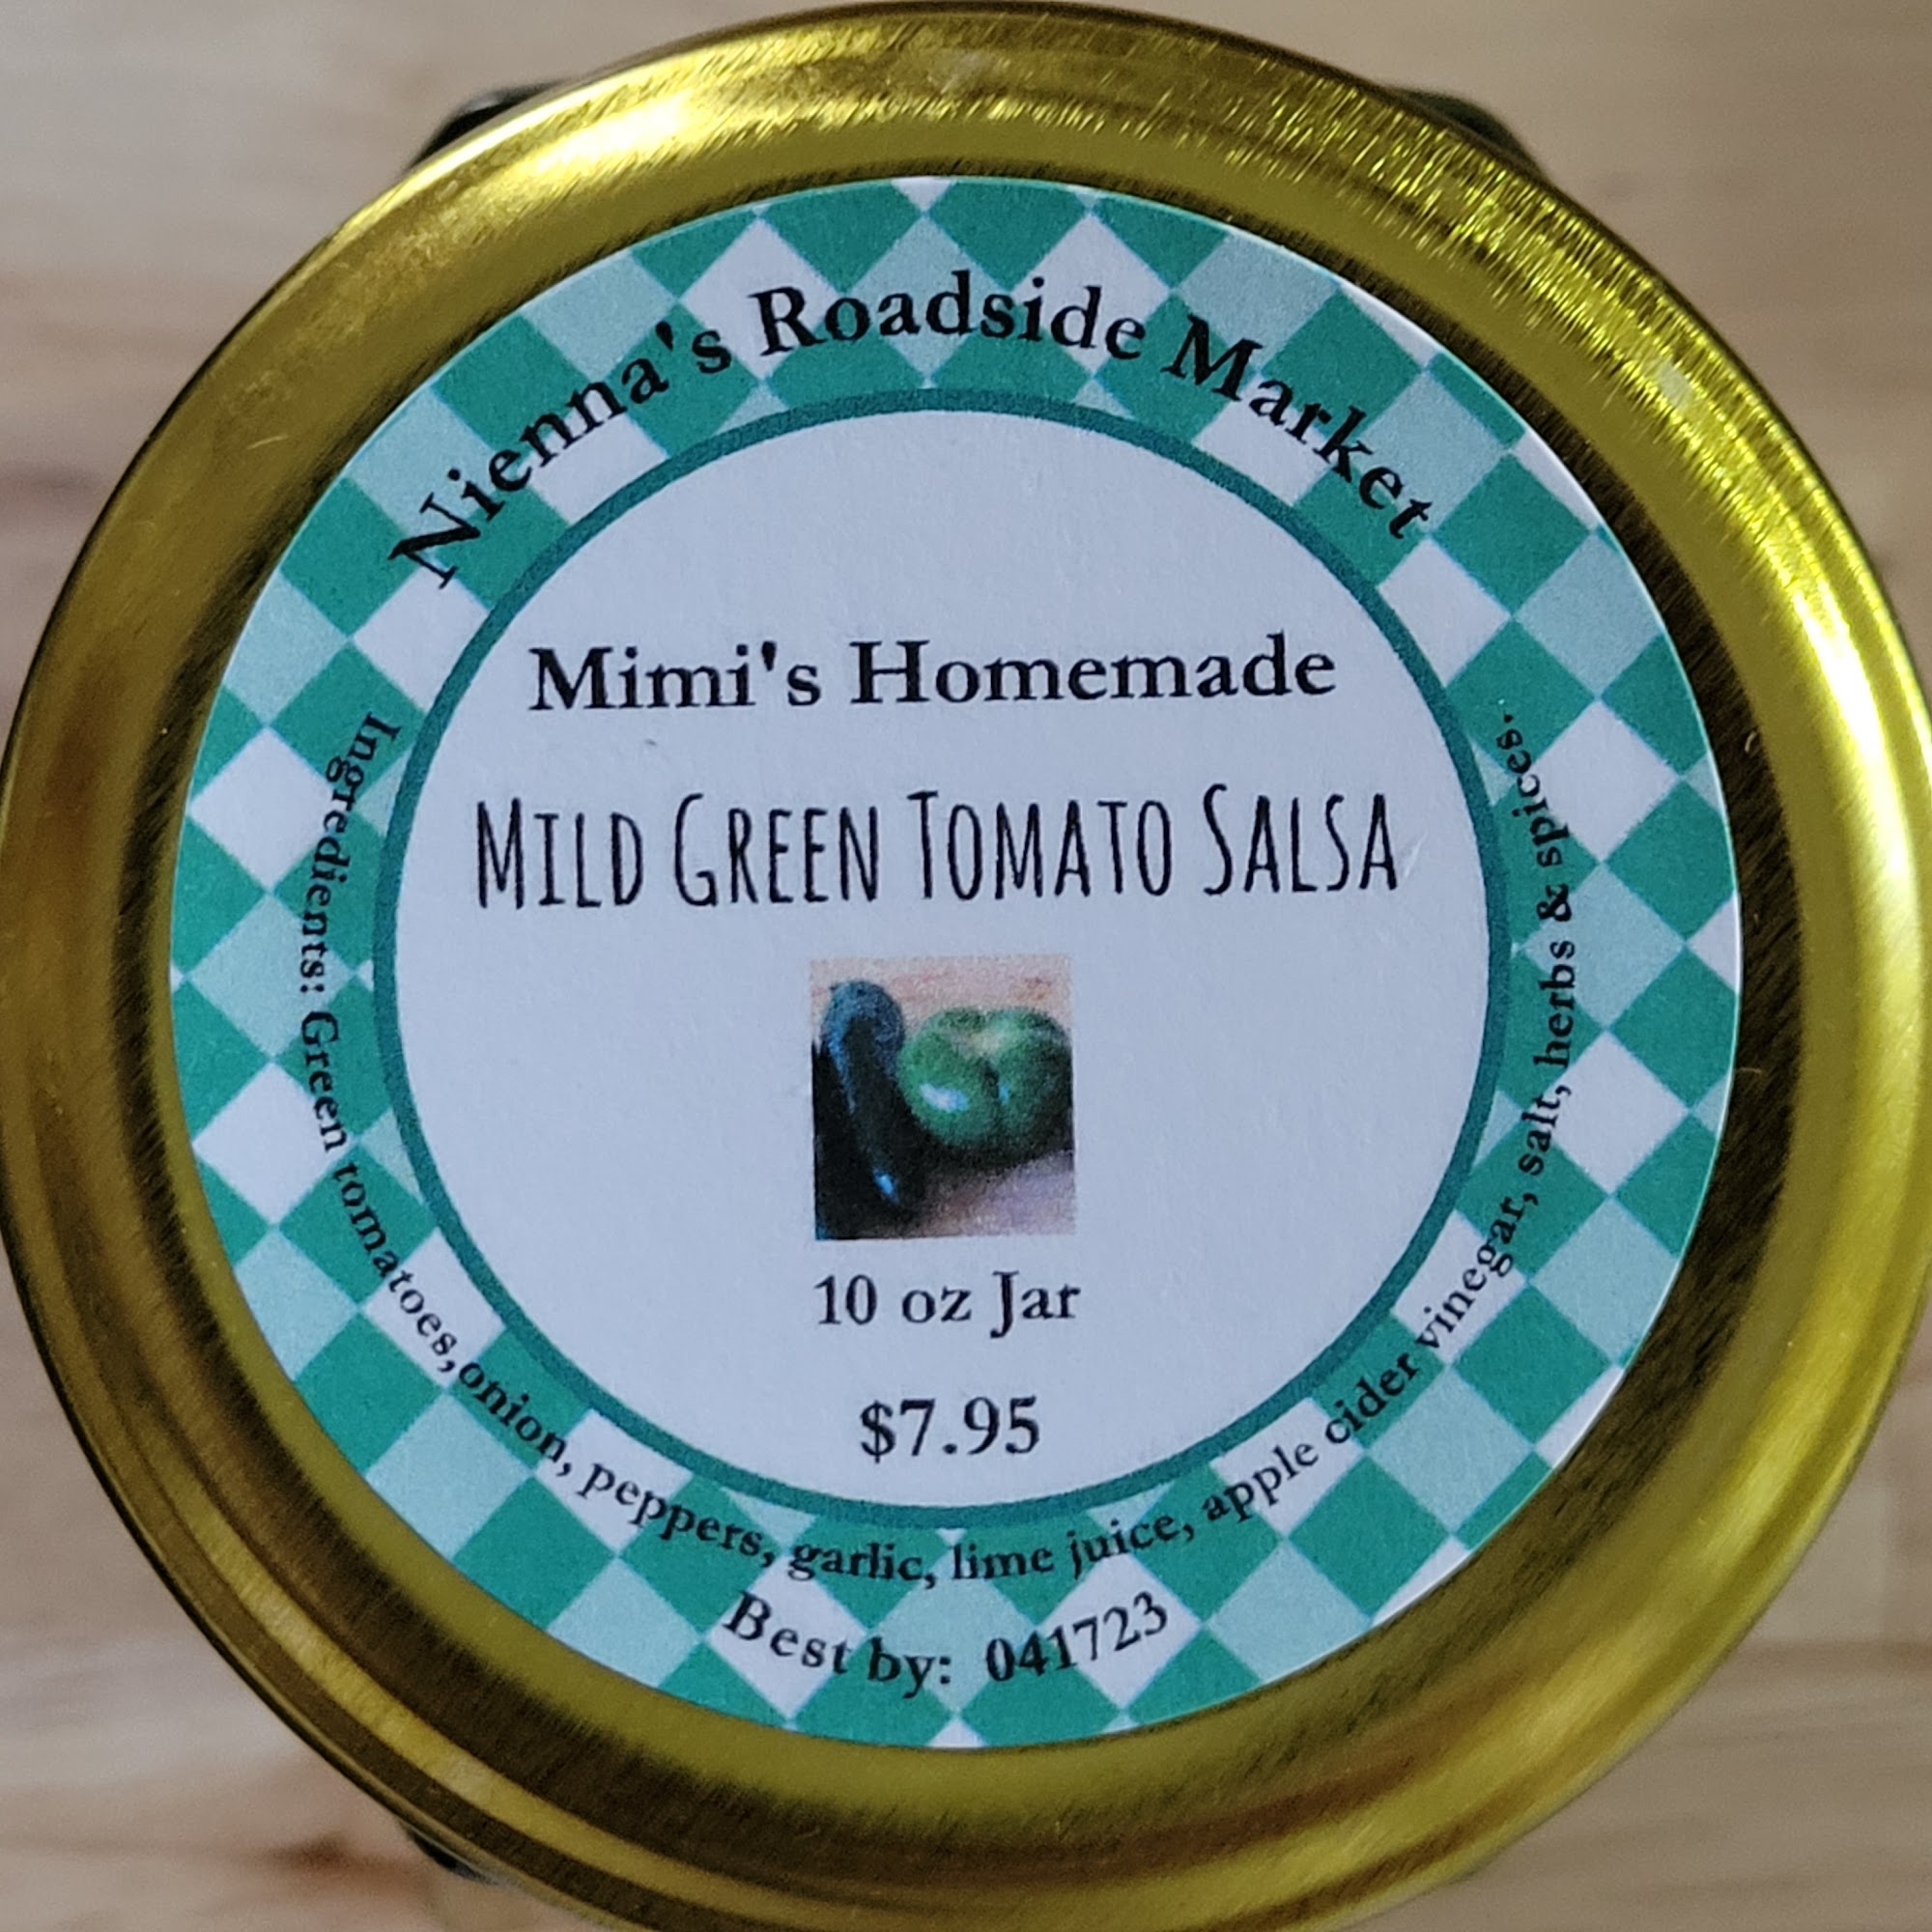 Nienna's Roadside Market
Mimi's Homemade
Mild Green Tomato Salsa
10 oz Jar
$7.95
Ingredients: Green tomatoes, onion, peppers, garlic, lime juice, apple cider vinegar, salt, herbs & spices.
Best by: 041723